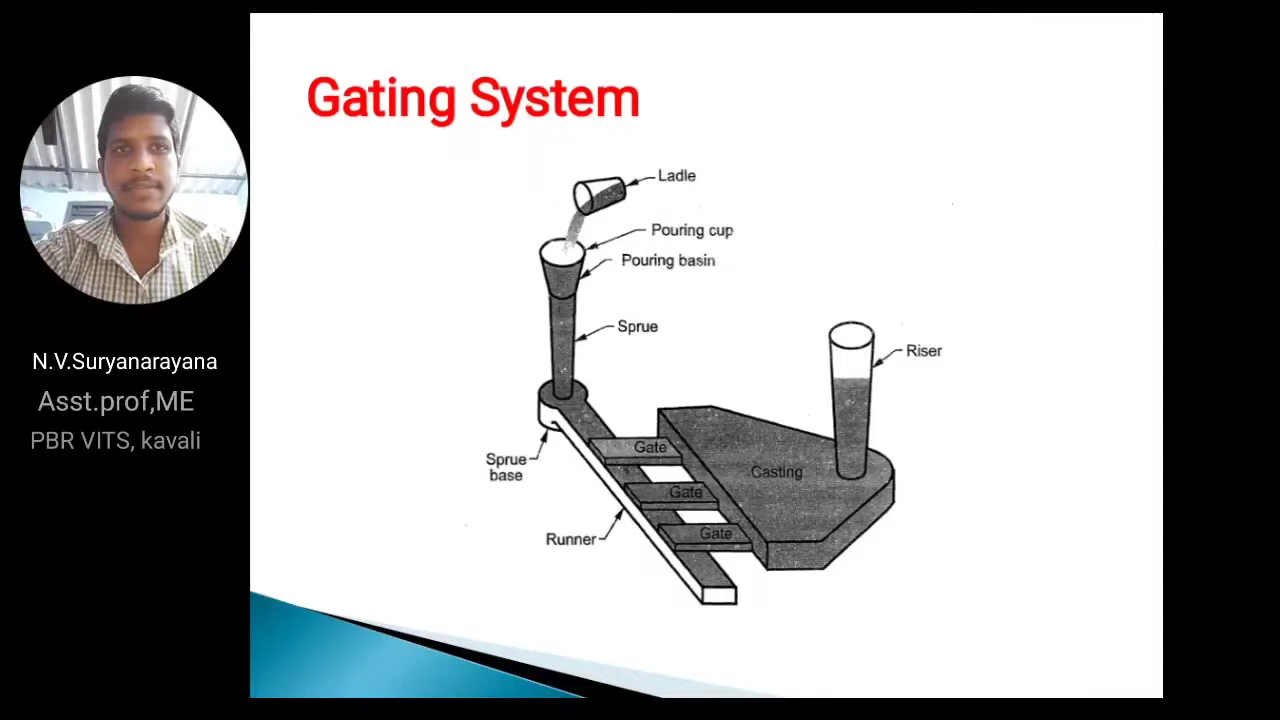 Gating System
Ladle
Pouring cup
Pouring basin
Sprue
Riser
Gate
Casting
Sprue
base
Gate
Gate
Runner
N.V.Suryanarayana
Asst.prof,ME
PBR VITS, kavali